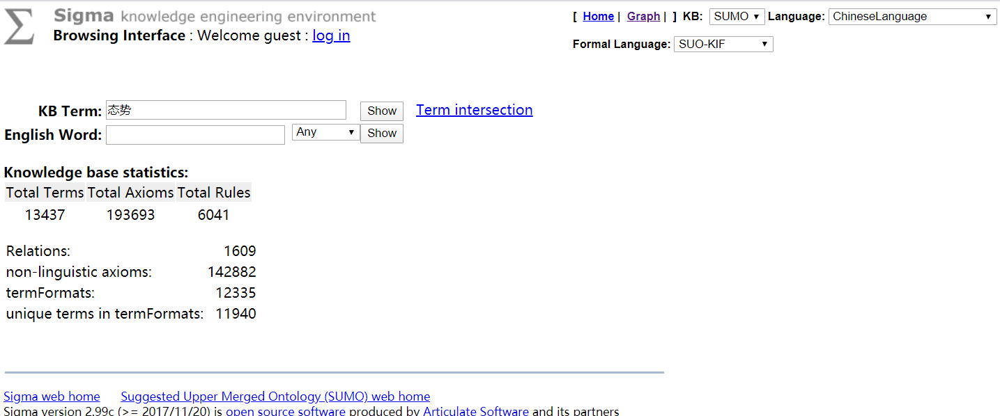 Sigma knowledge engineering environment
Browsing Interface : Welcome guest : log in
[ Home | Graph | ] KB: SUMO Language: ChineseLanguage
Formal Language: SUO-KIF
KB Term: 态势 Show Term intersection
English Word: Any Show
Knowledge base statistics:
Total Terms Total Axioms Total Rules
13437 193693 6041
Relations: 1609
non-linguistic axioms: 142882
termFormats: 12335
unique terms in termFormats: 11940
Sigma web home Suggested Upper Merged Ontology (SUMO) web home
Sigma version 2.99c (>= 2017/11/20) is open source software produced by Articulate Software and its partners